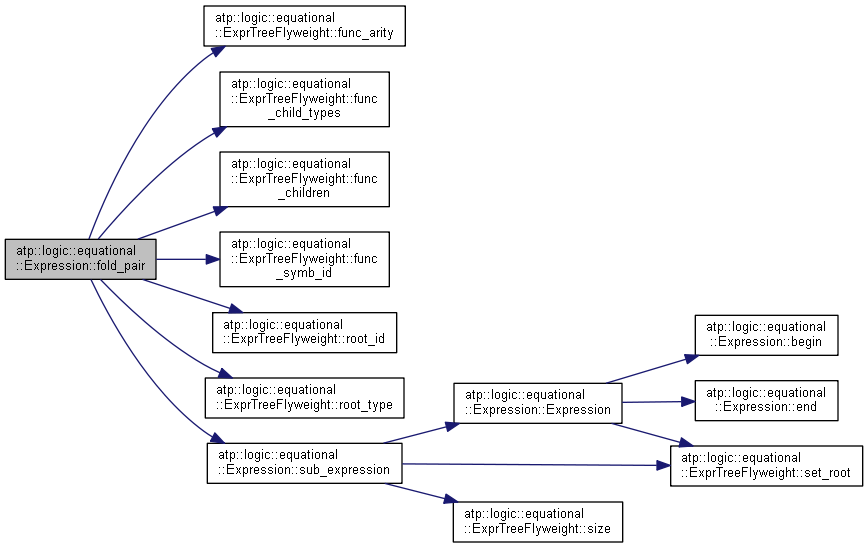 atp::logic::equational
::ExprTreeFlyweight::func_arity
atp::logic::equational
::ExprTreeFlyweight::func
_child_types
atp::logic::equational
::ExprTreeFlyweight::func
_children
atp::logic::equational
::Expression::fold_pair
atp::logic::equational
::ExprTreeFlyweight::func
_symb_id
atp::logic::equational
::ExprTreeFlyweight::root_id
atp::logic::equational
::ExprTreeFlyweight::root_type
atp::logic::equational
::Expression::sub_expression
atp::logic::equational
::Expression::Expression
atp::logic::equational
::Expression::begin
atp::logic::equational
::Expression::end
atp::logic::equational
::ExprTreeFlyweight::set_root
atp::logic::equational
::ExprTreeFlyweight::size